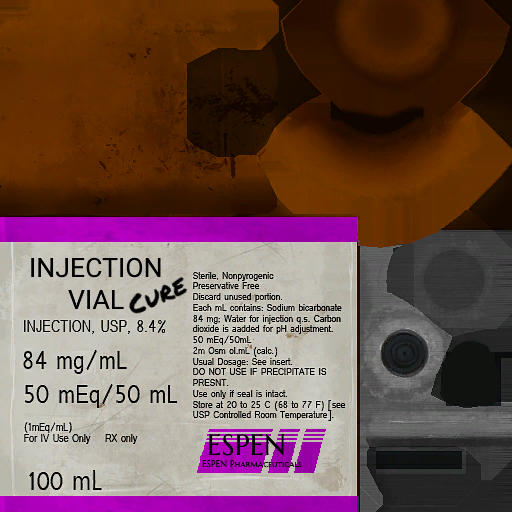 INJECTION
VIAL CURE
INJECTION, USP, 8.4%
84 mg/mL
50 mEq/50 mL
(1mEq/mL)
For IV Use Only RX only
100 mL
Sterile, Nonpyrogenic
Preservative Free
Discard unused portion.
Each mL contains: Sodium bicarbonate
84 mg; Water for injection q.s. Carbon
dioxide is aadded for pH adjustment.
50 mEq/50mL
2m Osm ol.mL (calc.)
Usual Dosage: See insert.
DO NOT USE IF PRECIPITATE IS
PRESNT.
Use only if seal is intact.
Store at 20 to 25 C (68 to 77 F) [see
USP Controlled Room Temperature].
ESPEN
ESPEN PHARMACEUTICALS